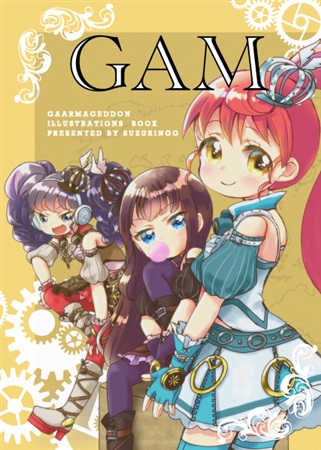 GAM
GAARMAGEDDON
ILLUSTRATIONS BOOK
PRESENTED BY SUZURINGO